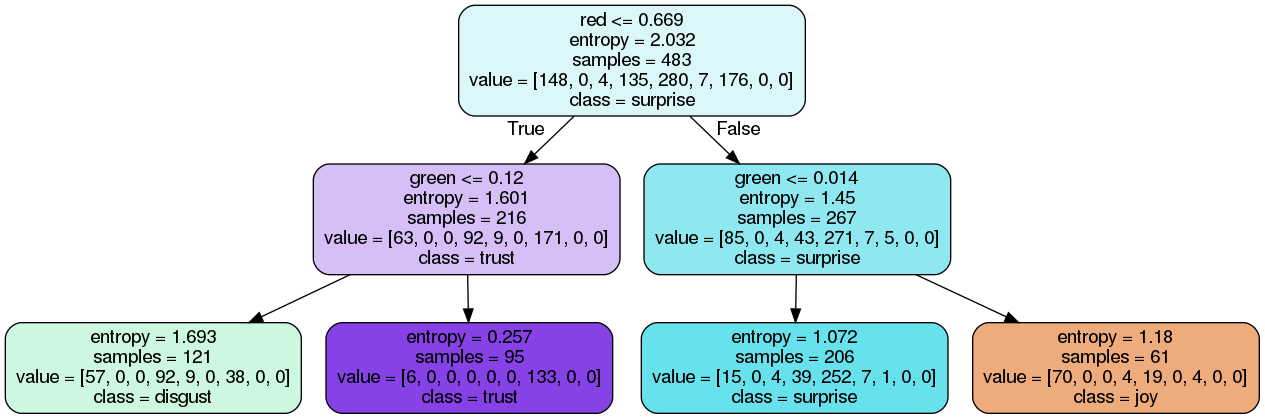 red <= 0.669
entropy = 2.032
samples = 483
value = [148, 0, 4, 135, 280, 7, 176, 0, 0]
class = surprise
True
False
green <= 0.12
entropy = 1.601
samples = 216
value = [63, 0, 0, 92, 9, 0, 171, 0, 0]
class = trust
green <= 0.014
entropy = 1.45
samples = 267
value = [85, 0, 4, 43, 271, 7, 5, 0, 0]
class = surprise
entropy = 1.693
samples = 121
value = [57, 0, 0, 92, 9, 0, 38, 0, 0]
class = disgust
entropy = 0.257
samples = 95
value = [6, 0, 0, 0, 0, 0, 133, 0, 0]
class = trust
entropy = 1.072
samples = 206
value = [15, 0, 4, 39, 252, 7, 1, 0, 0]
class = surprise
entropy = 1.18
samples = 61
value = [70, 0, 0, 4, 19, 0, 4, 0, 0]
class = joy